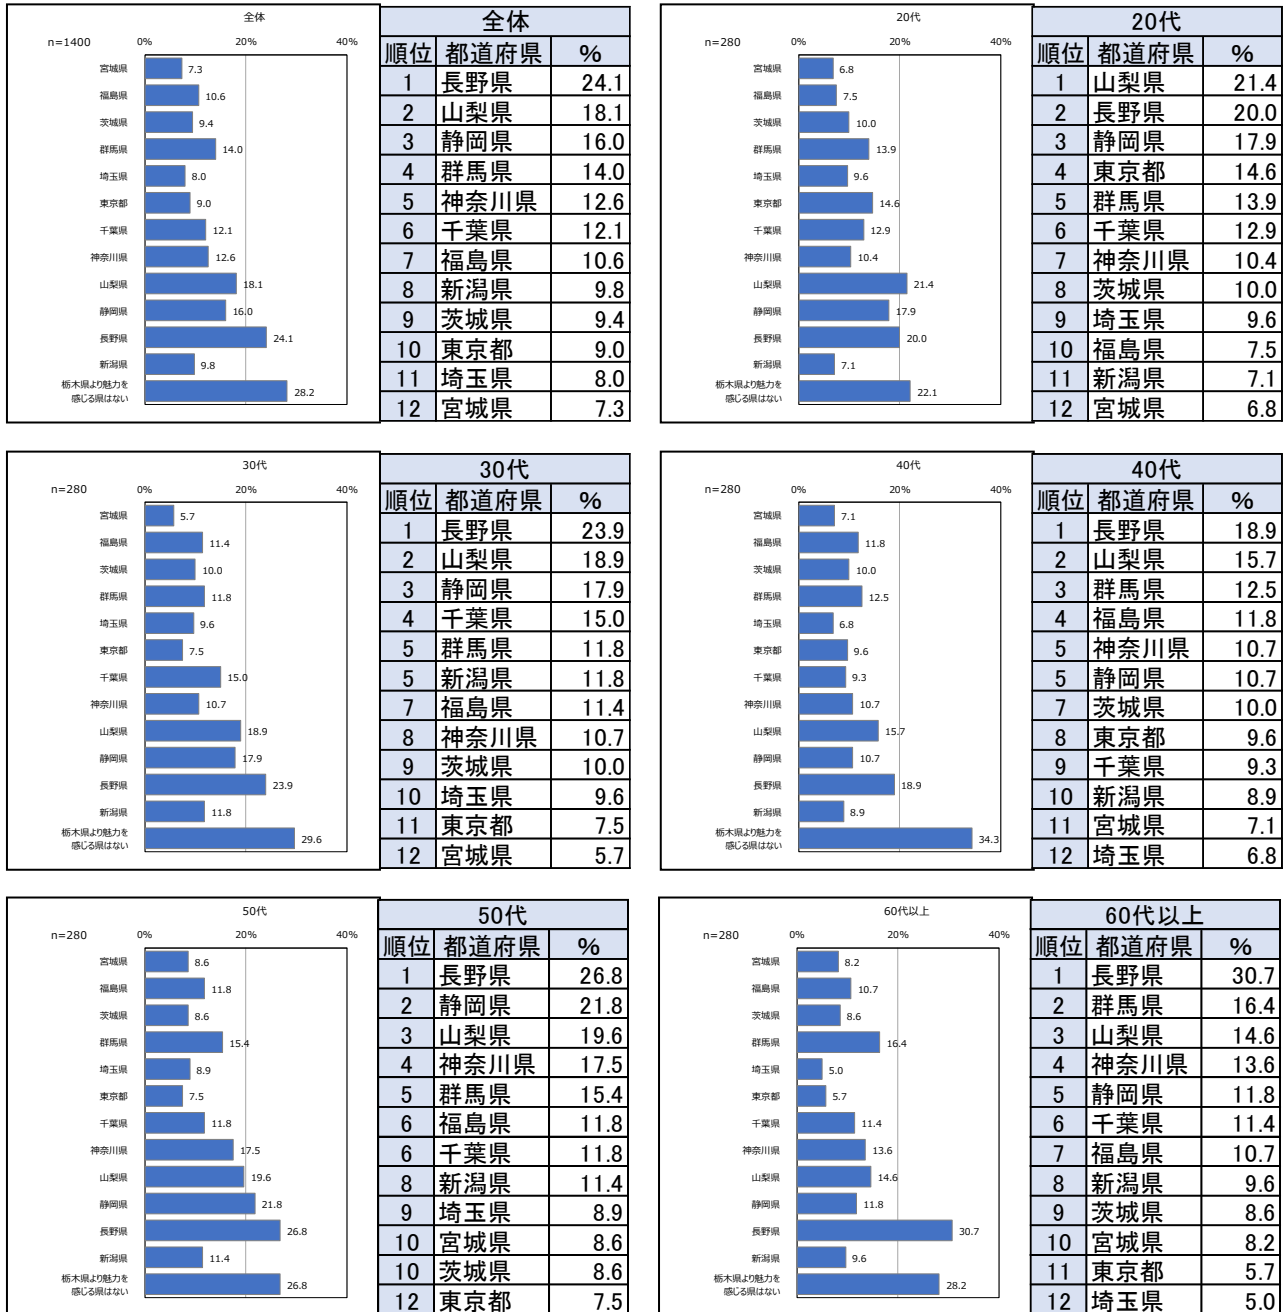 全体
n=1400 0% 20% 40%
宮城県 7.3
福島県 10.6
茨城県 9.4
群馬県 14.0
埼玉県 8.0
東京都 9.0
千葉県 12.1
神奈川県 12.6
山梨県 18.1
静岡県 16.0
長野県 24.1
新潟県 9.8
栃木県より魅力を
感じる県はない 28.2
全体
順位 都道府県 %
1 長野県 24.1
2 山梨県 18.1
3 静岡県 16.0
4 群馬県 14.0
5 神奈川県 12.6
6 千葉県 12.1
7 福島県 10.6
8 新潟県 9.8
9 茨城県 9.4
10 東京都 9.0
11 埼玉県 8.0
12 宮城県 7.3
20代
n=280 0% 20% 40%
宮城県 6.8
福島県 7.5
茨城県 10.0
群馬県 13.9
埼玉県 9.6
東京都 14.6
千葉県 12.9
神奈川県 10.4
山梨県 21.4
静岡県 17.9
長野県 20.0
新潟県 7.1
栃木県より魅力を
感じる県はない 22.1
20代
順位 都道府県 %
1 山梨県 21.4
2 長野県 20.0
3 静岡県 17.9
4 東京都 14.6
5 群馬県 13.9
6 千葉県 12.9
7 神奈川県 10.4
8 茨城県 10.0
9 埼玉県 9.6
10 福島県 7.5
11 新潟県 7.1
12 宮城県 6.8
30代
n=280 0% 20% 40%
宮城県 5.7
福島県 11.4
茨城県 10.0
群馬県 11.8
埼玉県 9.6
東京都 7.5
千葉県 15.0
神奈川県 10.7
山梨県 18.9
静岡県 17.9
長野県 23.9
新潟県 11.8
栃木県より魅力を
感じる県はない 29.6
30代
順位 都道府県 %
1 長野県 23.9
2 山梨県 18.9
3 静岡県 17.9
4 千葉県 15.0
5 群馬県 11.8
5 新潟県 11.8
7 福島県 11.4
8 神奈川県 10.7
9 茨城県 10.0
10 埼玉県 9.6
11 東京都 7.5
12 宮城県 5.7
40代
n=280 0% 20% 40%
宮城県 7.1
福島県 11.8
茨城県 10.0
群馬県 12.5
埼玉県 6.8
東京都 9.6
千葉県 9.3
神奈川県 10.7
山梨県 15.7
静岡県 10.7
長野県 18.9
新潟県 8.9
栃木県より魅力を
感じる県はない 34.3
40代
順位 都道府県 %
1 長野県 18.9
2 山梨県 15.7
3 群馬県 12.5
4 福島県 11.8
5 神奈川県 10.7
5 静岡県 10.7
7 茨城県 10.0
8 東京都 9.6
9 千葉県 9.3
10 新潟県 8.9
11 宮城県 7.1
12 埼玉県 6.8
50代
n=280 0% 20% 40%
宮城県 8.6
福島県 11.8
茨城県 8.6
群馬県 15.4
埼玉県 8.9
東京都 7.5
千葉県 11.8
神奈川県 17.5
山梨県 19.6
静岡県 21.8
長野県 26.8
新潟県 11.4
栃木県より魅力を
感じる県はない 26.8
50代
順位 都道府県 %
1 長野県 26.8
2 静岡県 21.8
3 山梨県 19.6
4 神奈川県 17.5
5 群馬県 15.4
6 福島県 11.8
6 千葉県 11.8
8 新潟県 11.4
9 埼玉県 8.9
10 宮城県 8.6
10 茨城県 8.6
12 東京都 7.5
60代以上
n=280 0% 20% 40%
宮城県 8.2
福島県 10.7
茨城県 8.6
群馬県 16.4
埼玉県 5.0
東京都 5.7
千葉県 11.4
神奈川県 13.6
山梨県 14.6
静岡県 11.8
長野県 30.7
新潟県 9.6
栃木県より魅力を
感じる県はない 28.2
60代以上
順位 都道府県 %
1 長野県 30.7
2 群馬県 16.4
3 山梨県 14.6
4 神奈川県 13.6
5 静岡県 11.8
6 千葉県 11.4
7 福島県 10.7
8 新潟県 9.6
9 茨城県 8.6
10 宮城県 8.2
11 東京都 5.7
12 埼玉県 5.0